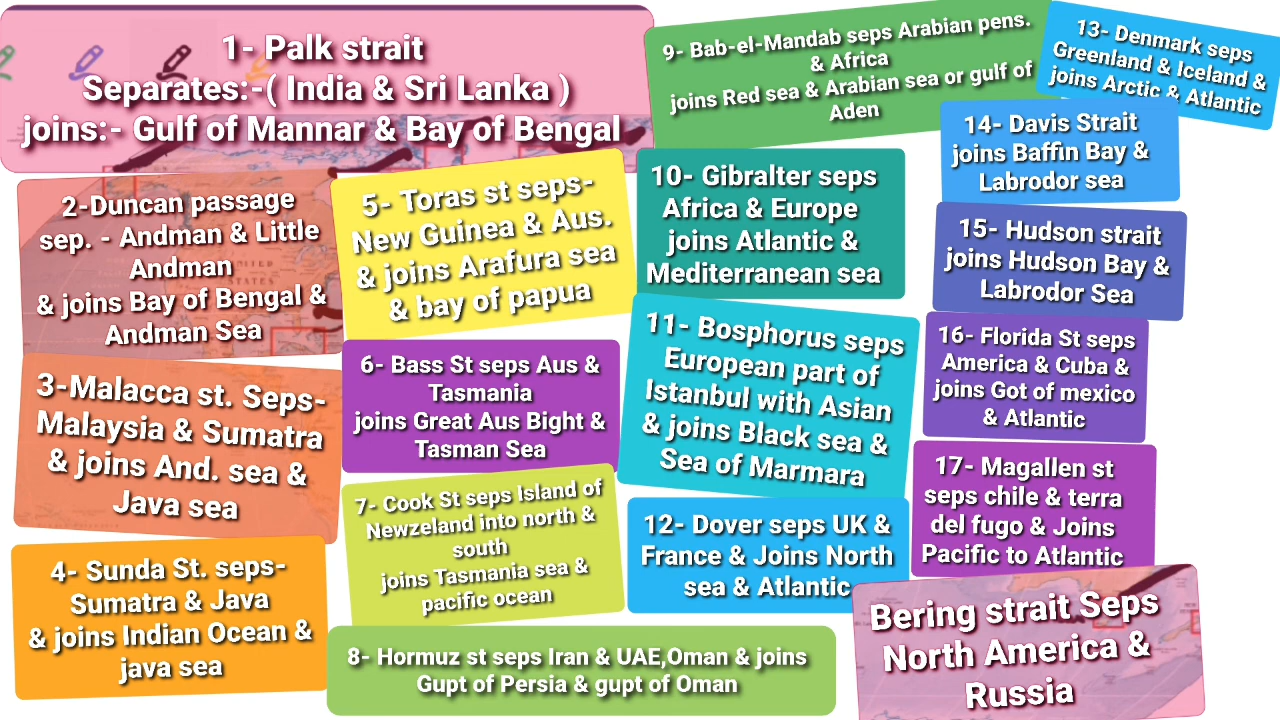 1- Palk strait
Separates:-( India & Sri Lanka )
joins:- Gulf of Mannar & Bay of Bengal
2-Duncan passage
sep. - Andman & Little
Andman
& joins Bay of Bengal &
Andman Sea
3-Malacca st. Seps-
Malaysia & Sumatra
& joins And. sea &
Java sea
4- Sunda St. seps-
Sumatra & Java
& joins Indian Ocean &
java sea
5- Toras st seps-
New Guinea & Aus.
& joins Arafura sea
& bay of papua
6- Bass St seps Aus &
Tasmania
joins Great Aus Bight &
Tasman Sea
7- Cook St seps Island of
Newzeland into north &
south
joins Tasmania sea &
pacific ocean
8- Hormuz st seps Iran & UAE,Oman & joins
Gupt of Persia & gupt of Oman
9- Bab-el-Mandab seps Arabian pens.
& Africa
joins Red sea & Arabian sea or gulf of
Aden
10- Gibralter seps
Africa & Europe
joins Atlantic &
Mediterranean sea
11- Bosphorus seps
European part of
Istanbul with Asian
& joins Black sea &
Sea of Marmara
12- Dover seps UK &
France & Joins North
sea & Atlantic
13- Denmark seps
Greenland & Iceland &
joins Arctic & Atlantic
14- Davis Strait
joins Baffin Bay &
Labrodor sea
15- Hudson strait
joins Hudson Bay &
Labrodor Sea
16- Florida St seps
America & Cuba &
joins Got of mexico
& Atlantic
17- Magallen st
seps chile & terra
del fugo & Joins
Pacific to Atlantic
Bering strait Seps
North America &
Russia